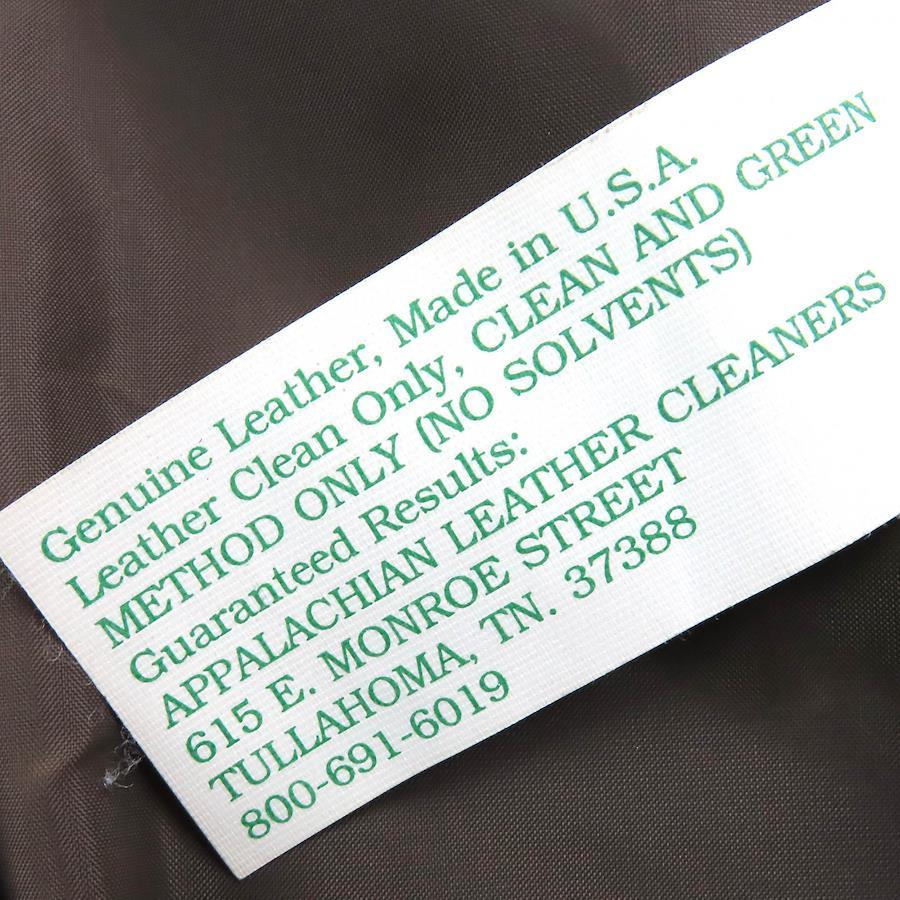 Genuine Leather, Made in U.S.A.
Leather Clean Only, CLEAN AND GREEN
METHOD ONLY (NO SOLVENTS)
Guaranteed Results:
APPALACHIAN LEATHER CLEANERS
615 E. MONROE STREET
TULLAHOMA, TN. 37388
800-691-6019